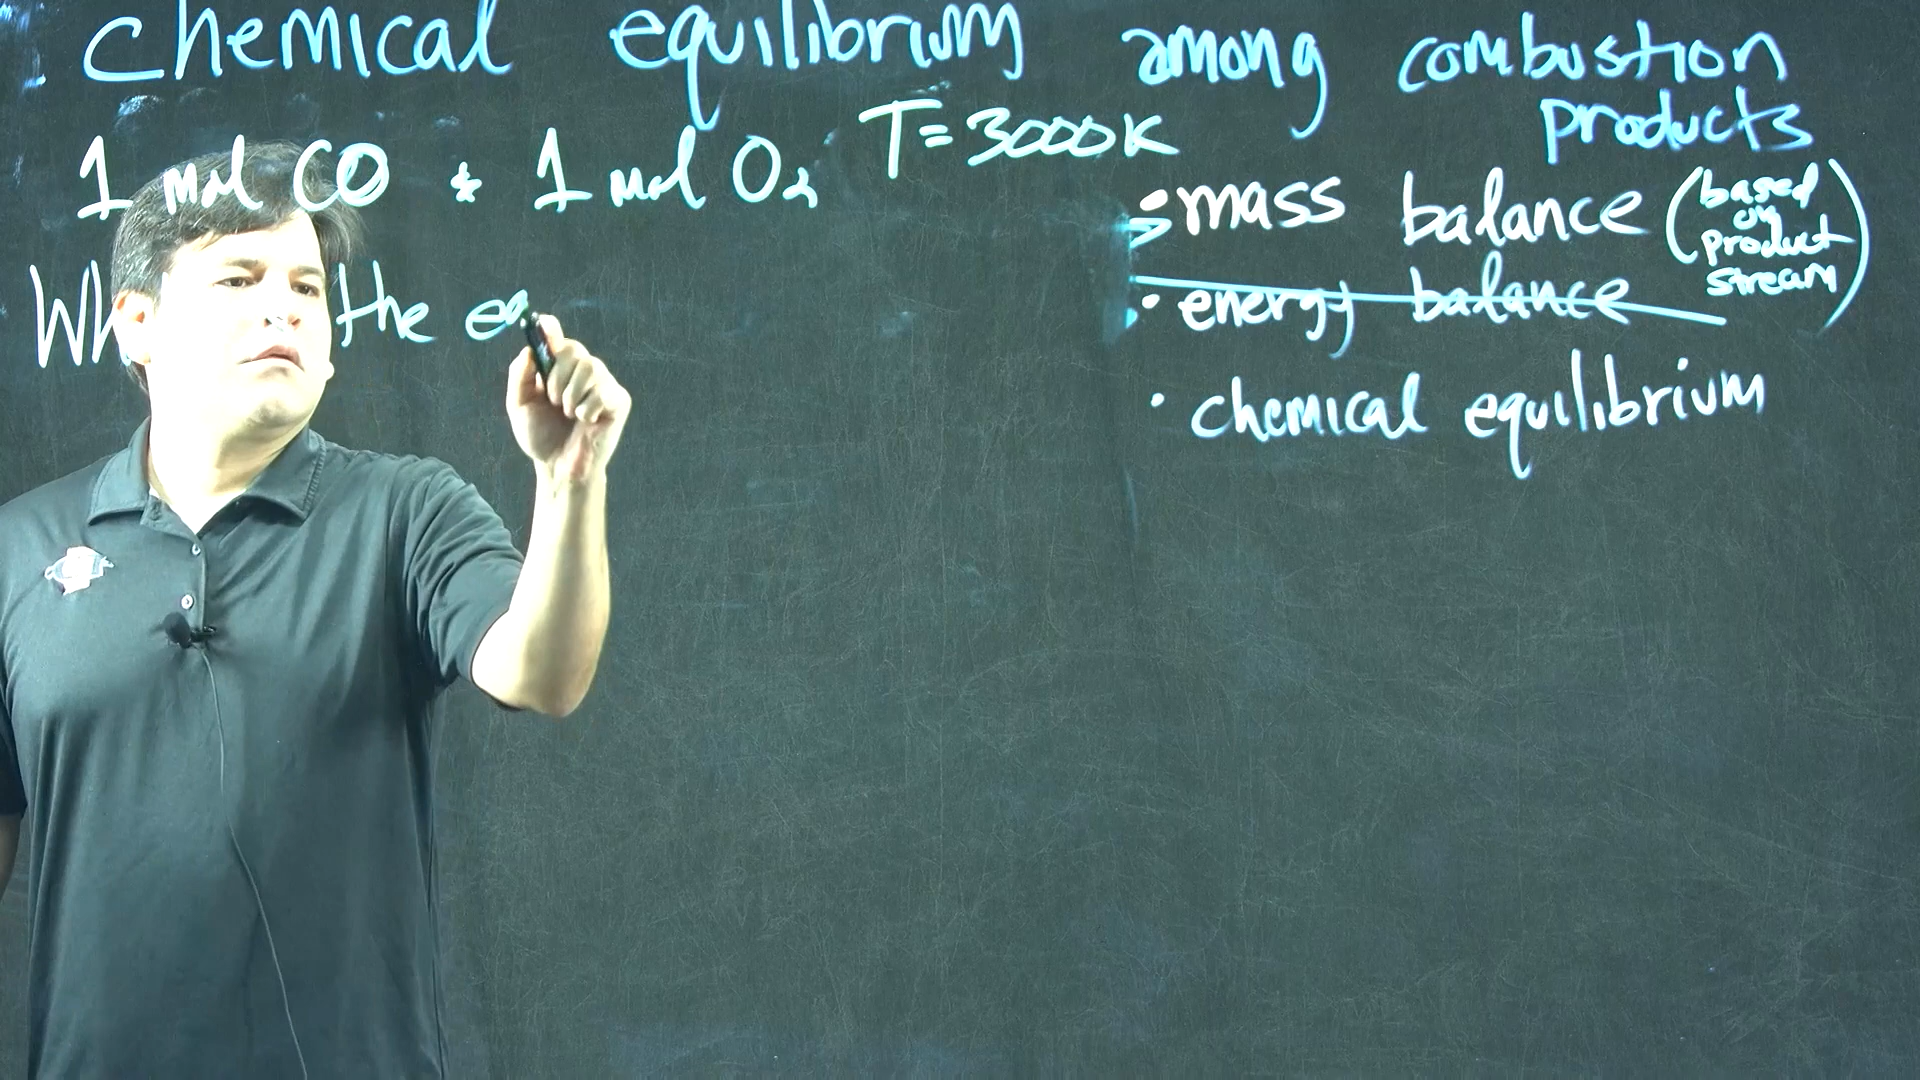 chemical equilibrium among combustion products
1 mol CO & 1 mol O₂ T=3000K
the
• mass balance (based on product stream)
• energy balance
• chemical equilibrium